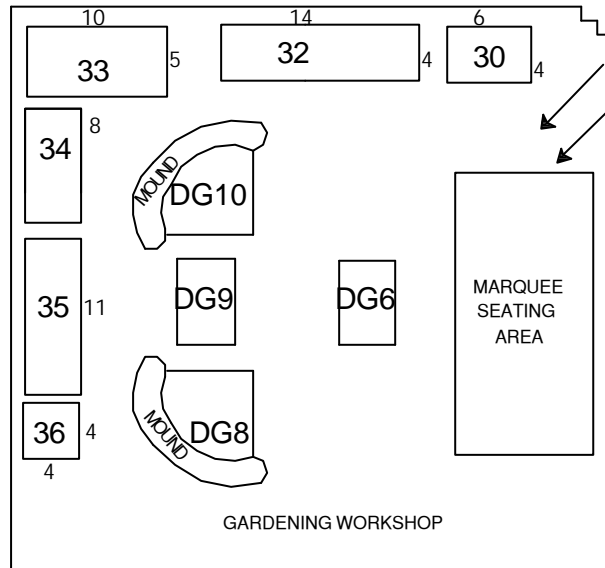 10
14
6
33
5
32
4
30
4
34
8
MOUND
DG10
35
11
DG9
DG6
MARQUEE
SEATING
AREA
36
4
4
MOUND
DG8
GARDENING WORKSHOP